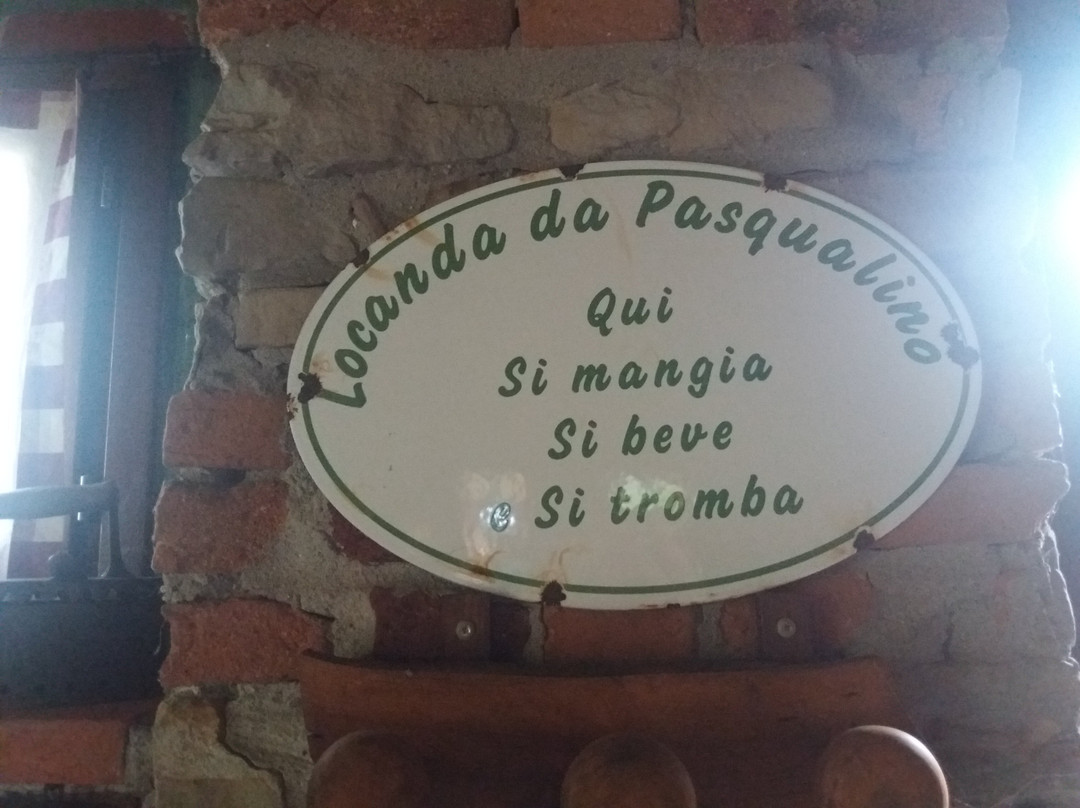 Locanda da Pasqualino
Qui
Si mangia
Si beve
e Si tromba